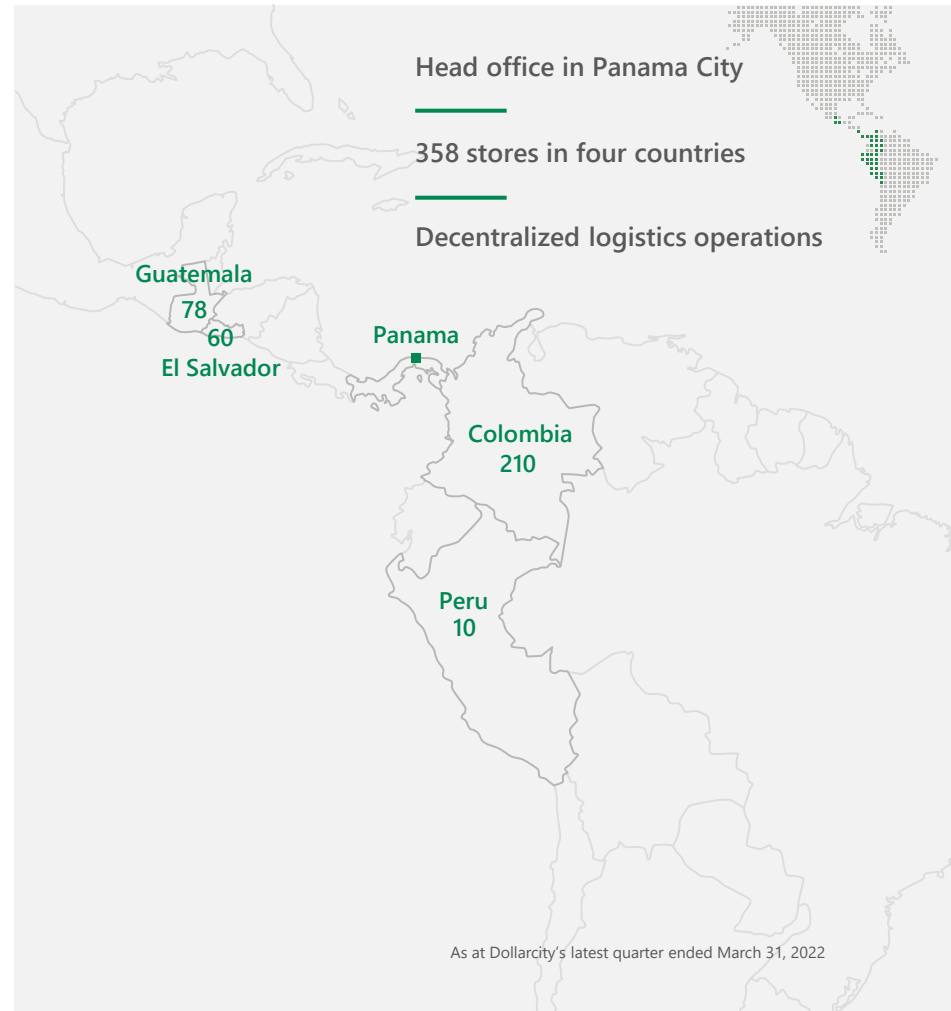 Head office in Panama City
358 stores in four countries
Decentralized logistics operations
Guatemala
78
60
El Salvador
Panama
Colombia
210
Peru
10
As at Dollarcity’s latest quarter ended March 31, 2022